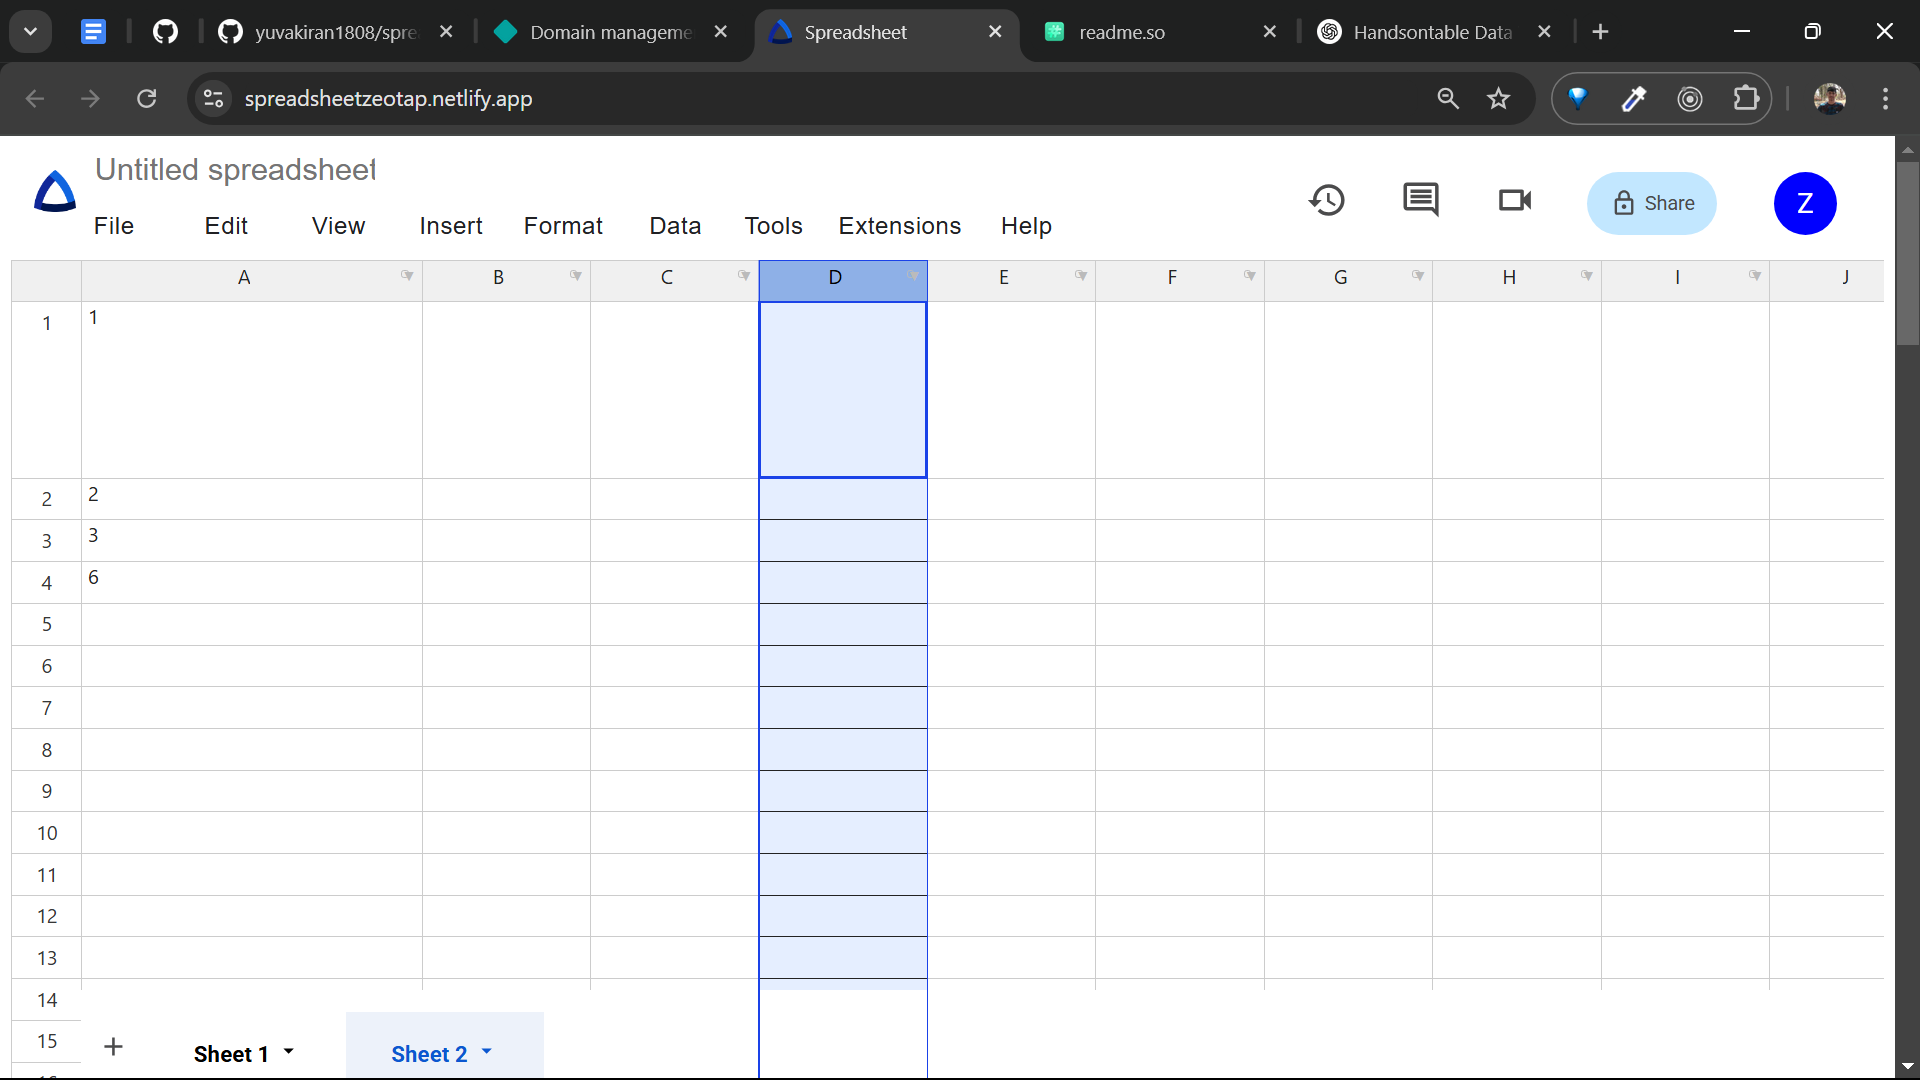 yuvakiran1808/spre
Domain manageme
Spreadsheet
readme.so
Handsontable Data
spreadsheetzeotap.netlify.app
Untitled spreadsheet
File Edit View Insert Format Data Tools Extensions Help
Share
Z
A B C D E F G H I J
1 1
2 2
3 3
4 6
5
6
7
8
9
10
11
12
13
14
15
+ Sheet 1 Sheet 2